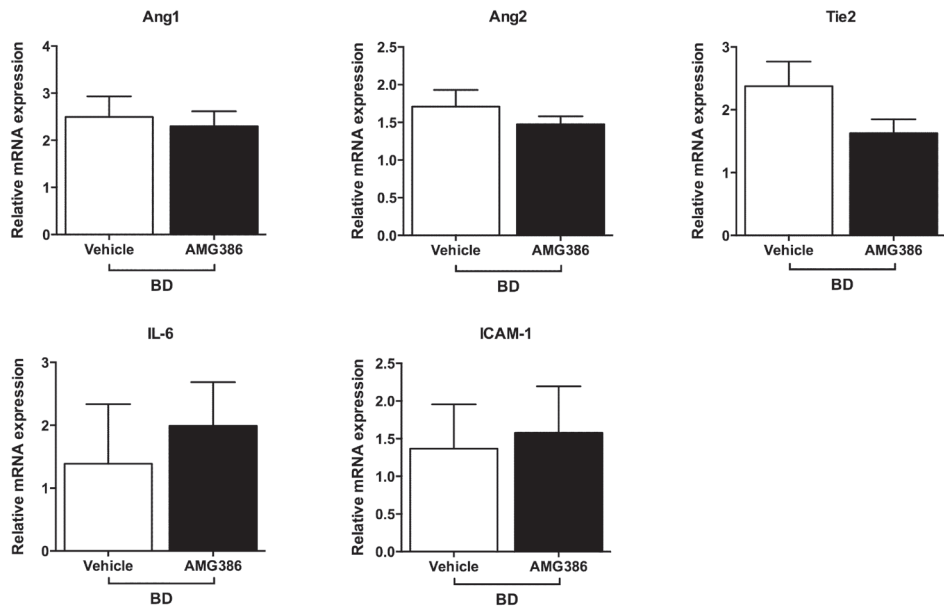 Ang1
Relative mRNA expression
4
3
2
1
0
Vehicle AMG386
BD
Ang2
Relative mRNA expression
2.5
2.0
1.5
1.0
0.5
0.0
Vehicle AMG386
BD
Tie2
Relative mRNA expression
3
2
1
0
Vehicle AMG386
BD
IL-6
Relative mRNA expression
3
2
1
0
Vehicle AMG386
BD
ICAM-1
Relative mRNA expression
2.5
2.0
1.5
1.0
0.5
0.0
Vehicle AMG386
BD